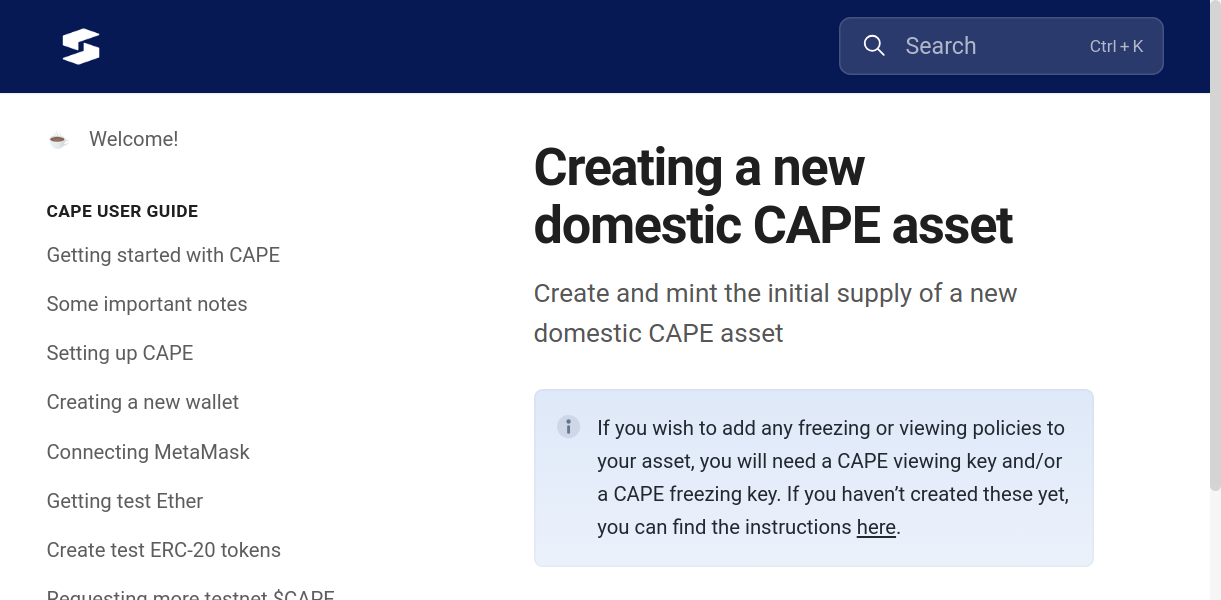 Search
Ctrl + K
Welcome!
CAPE USER GUIDE
Getting started with CAPE
Some important notes
Setting up CAPE
Creating a new wallet
Connecting MetaMask
Getting test Ether
Create test ERC-20 tokens
Requesting more testnet $CAPE
Creating a new
domestic CAPE asset
Create and mint the initial supply of a new
domestic CAPE asset
If you wish to add any freezing or viewing policies to
your asset, you will need a CAPE viewing key and/or
a CAPE freezing key. If you haven’t created these yet,
you can find the instructions here.